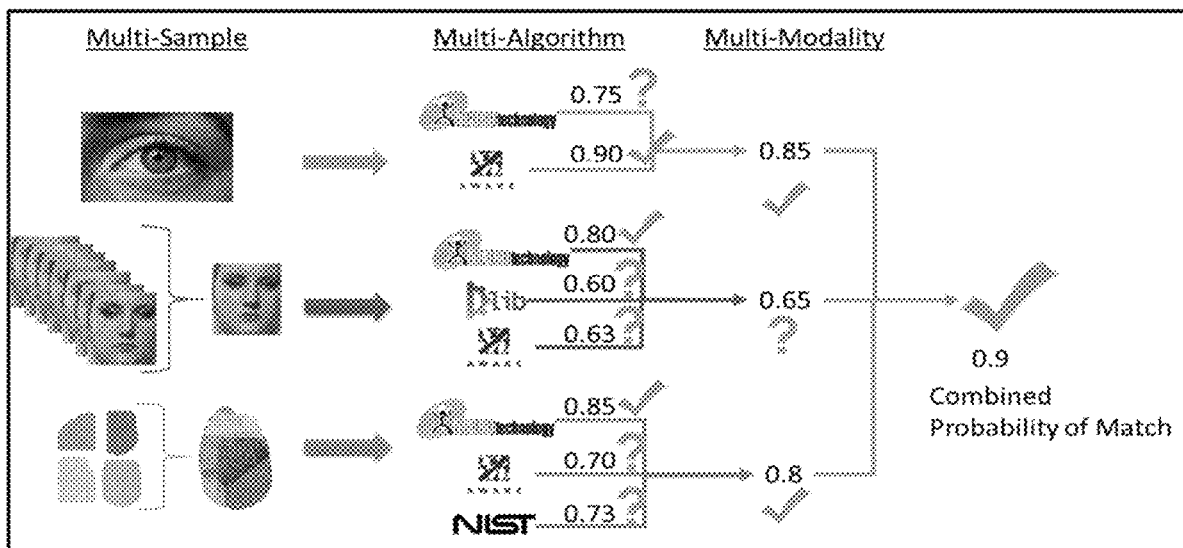 Multi-Sample
Multi-Algorithm
Multi-Modality
Technology
0.75 ?
AWARE
0.90
0.85
Technology
0.80
Dlib
0.60 ?
AWARE
0.63 ?
0.65
?
Technology
0.85
AWARE
0.70 ?
NIST
0.73 ?
0.8
0.9
Combined
Probability of Match